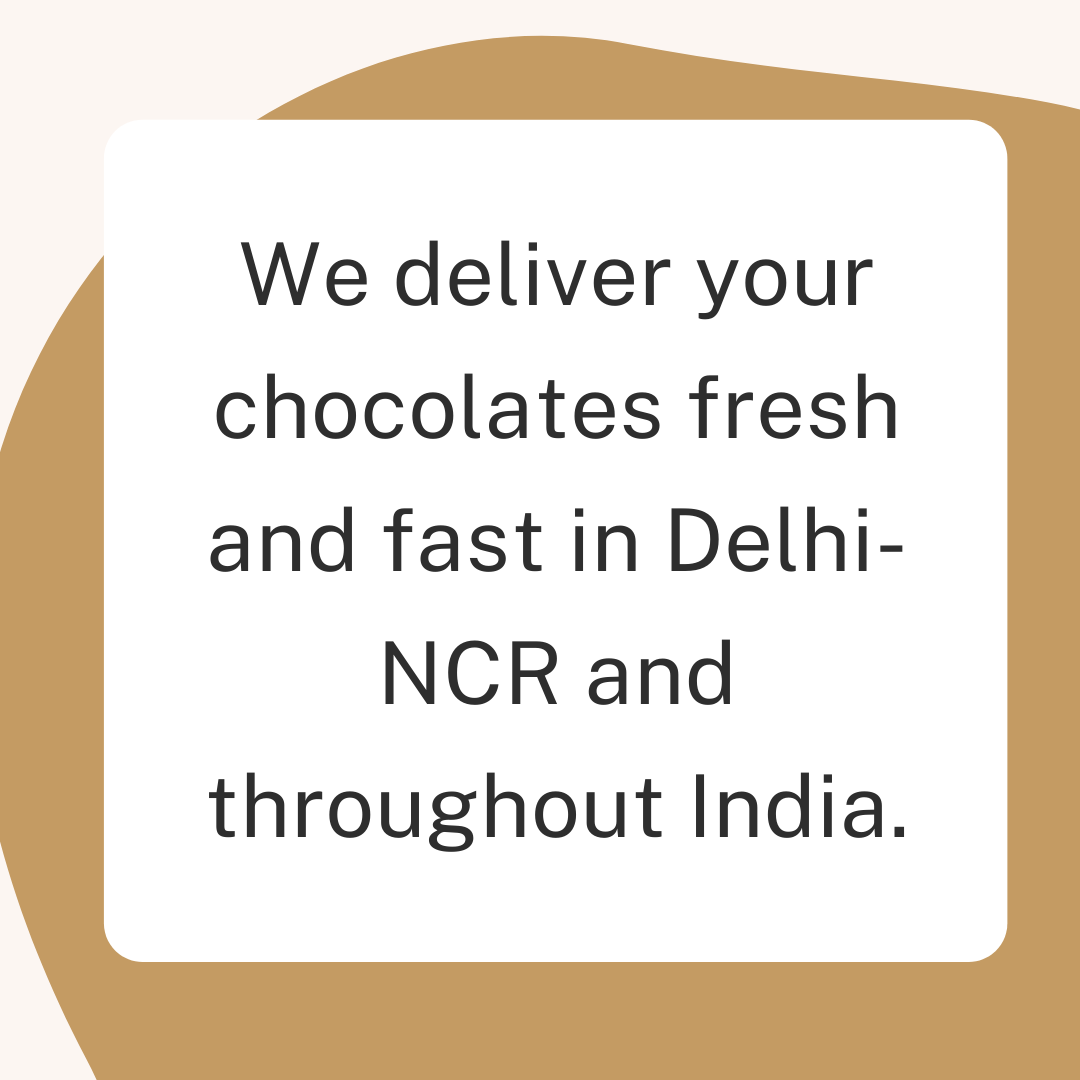 We deliver your
chocolates fresh
and fast in Delhi-
NCR and
throughout India.